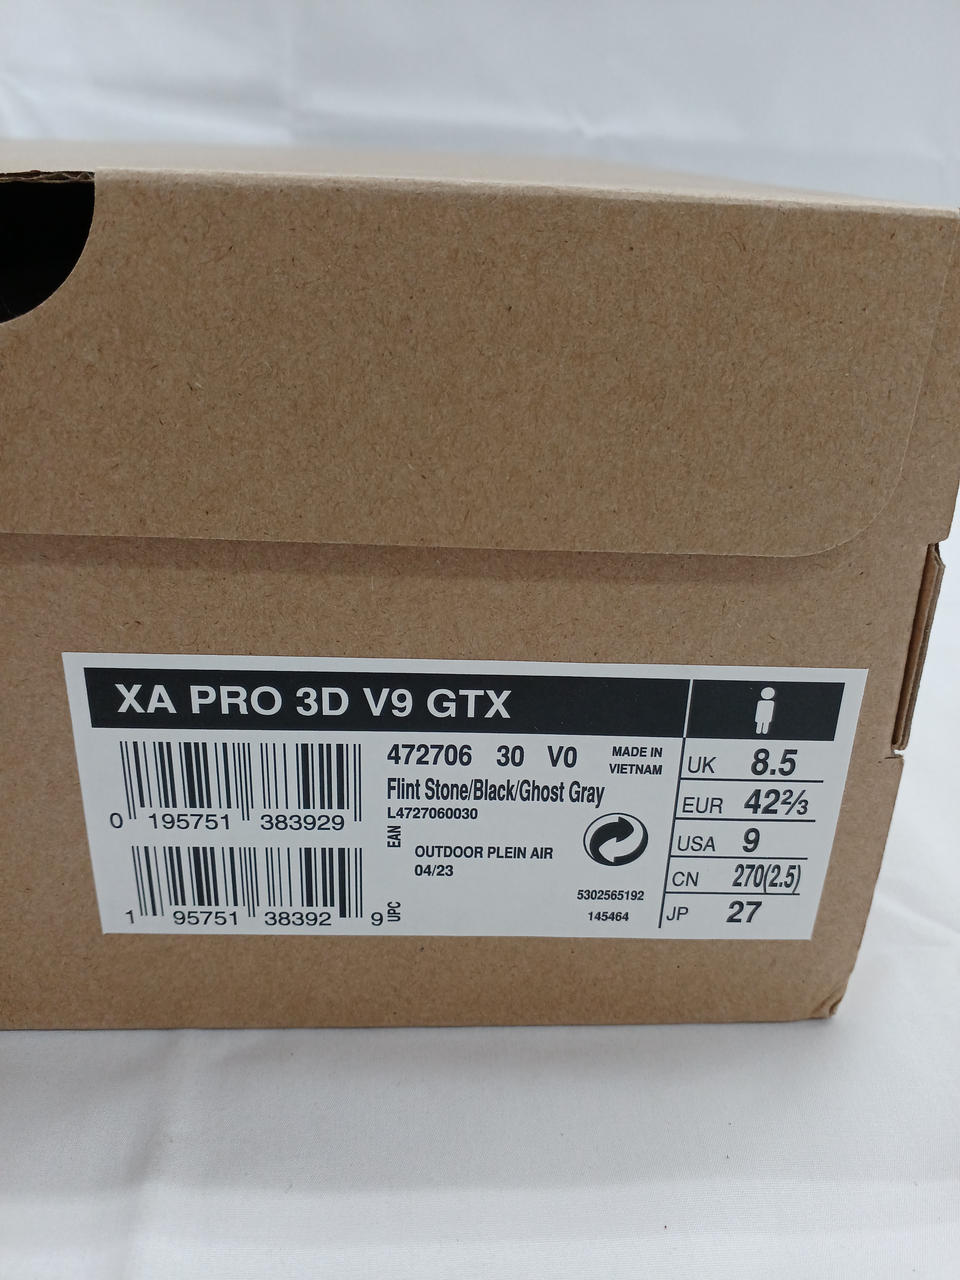 XA PRO 3D V9 GTX
472706 30 V0
MADE IN
VIETNAM
Flint Stone/Black/Ghost Gray
L4727060030
0 195751 383929
EAN
OUTDOOR PLEIN AIR
04/23
5302565192
145464
1 95751 38392 9
UPC
UK 8.5
EUR 42⅔
USA 9
CN 270(2.5)
JP 27